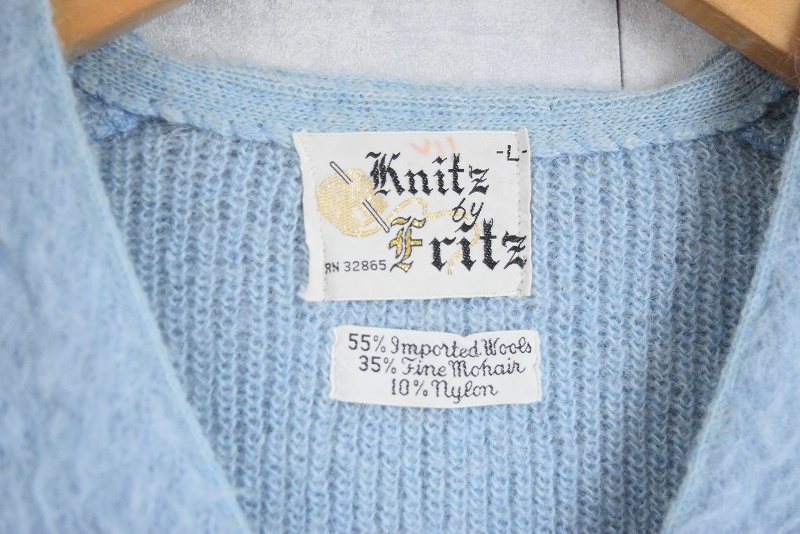 -L-
Knitz
by
Fritz
RN 32865
55% Imported Wools
35% Fine Mohair
10% Nylon